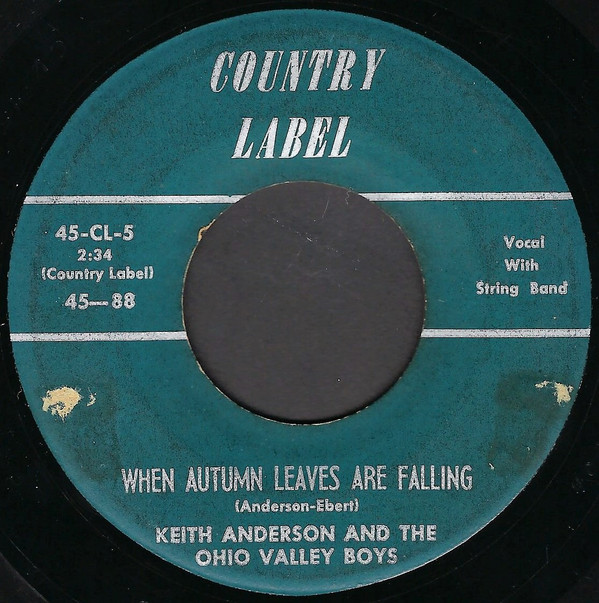 COUNTRY
LABEL
45-CL-5
2:34
(Country Label)
45—88
Vocal
With
String Band
WHEN AUTUMN LEAVES ARE FALLING
(Anderson-Ebert)
KEITH ANDERSON AND THE
OHIO VALLEY BOYS